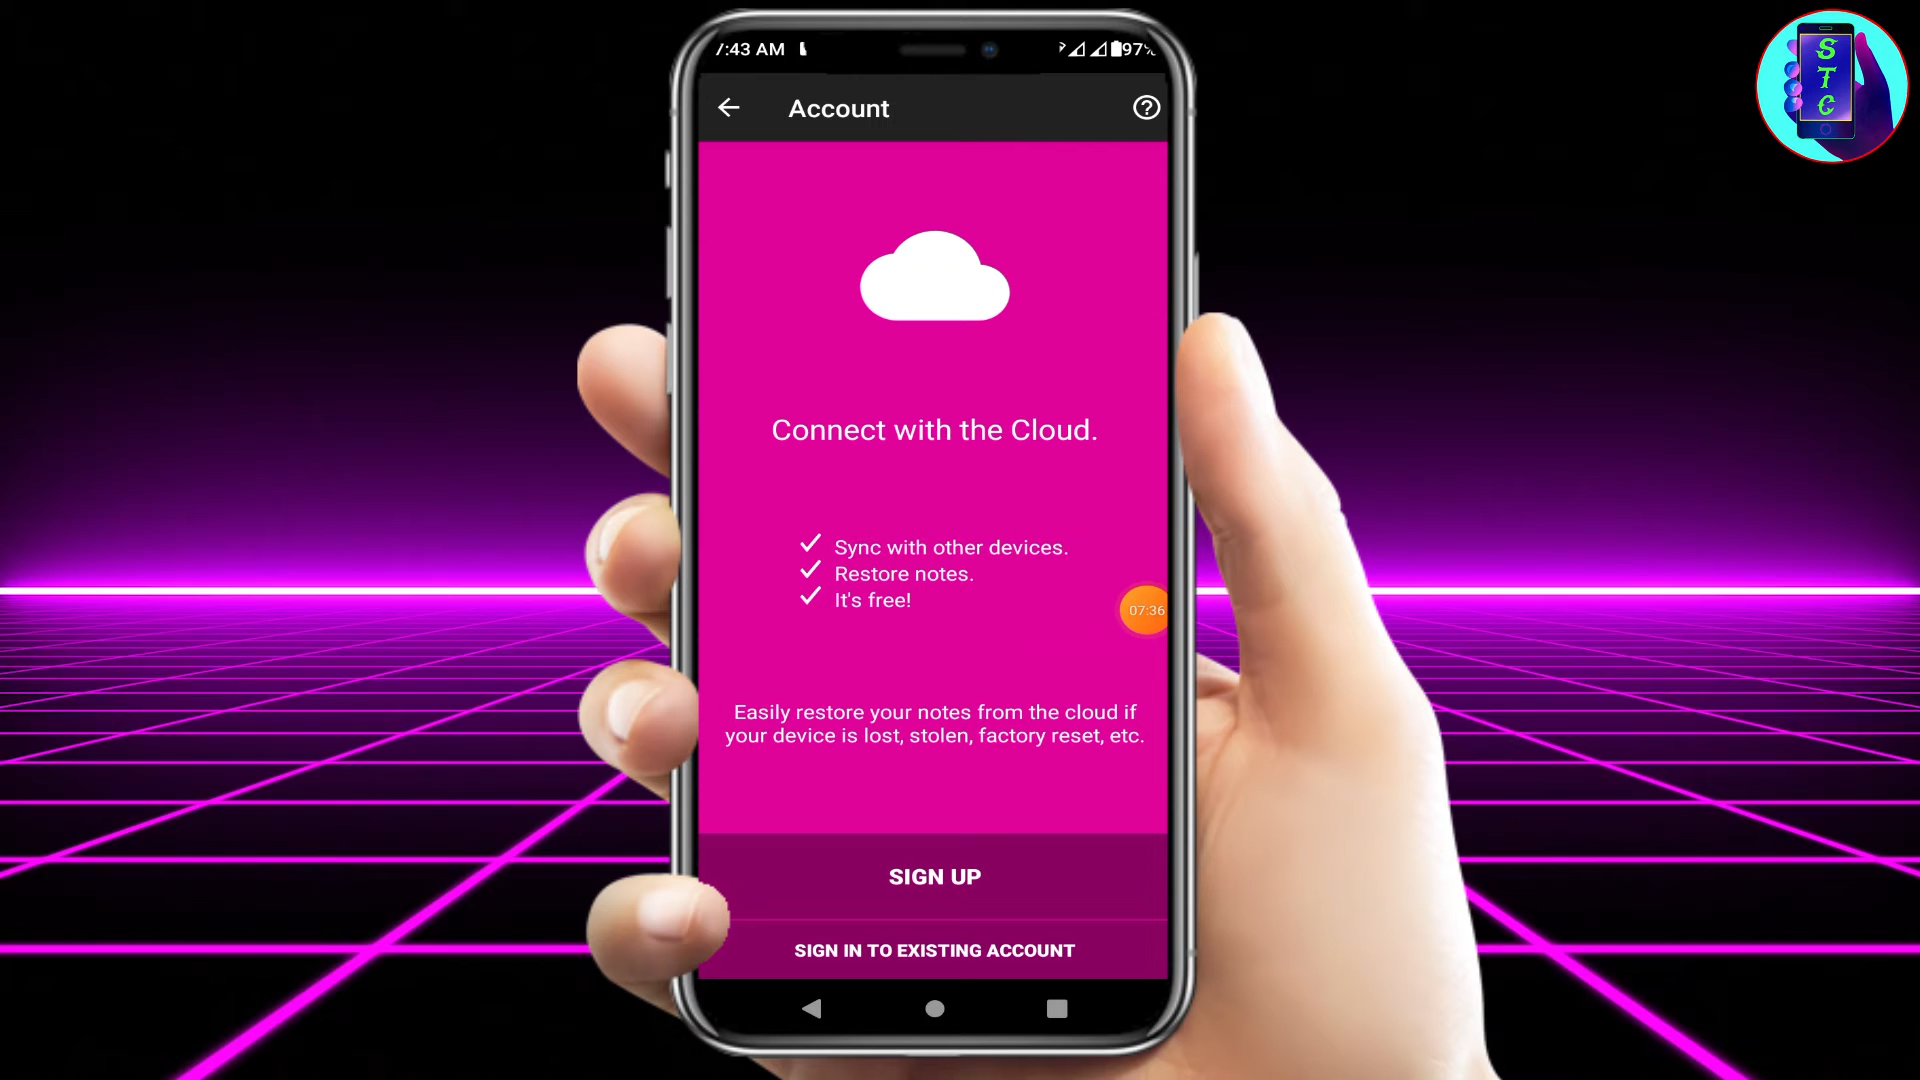 7:43 AM
97%
Account
Connect with the Cloud.
Sync with other devices.
Restore notes.
It's free!
07:36
Easily restore your notes from the cloud if
your device is lost, stolen, factory reset, etc.
SIGN UP
SIGN IN TO EXISTING ACCOUNT
S
T
C